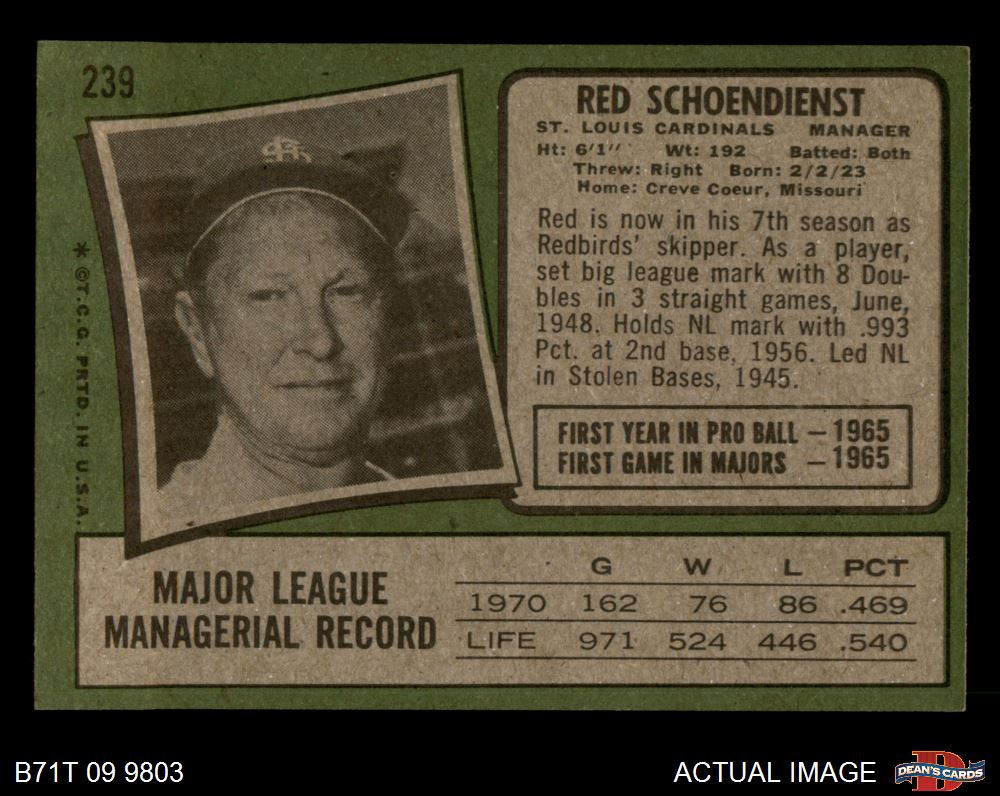 239
RED SCHOENDIENST
ST. LOUIS CARDINALS MANAGER
Ht: 6'1" Wt: 192 Batted: Both
Threw: Right Born: 2/2/23
Home: Creve Coeur, Missouri
Red is now in his 7th season as
Redbirds' skipper. As a player,
set big league mark with 8 Dou-
bles in 3 straight games, June,
1948. Holds NL mark with .993
Pct. at 2nd base, 1956. Led NL
in Stolen Bases, 1945.
FIRST YEAR IN PRO BALL – 1965
FIRST GAME IN MAJORS – 1965
* ©T.C.G. PRTD. IN U.S.A.
MAJOR LEAGUE
MANAGERIAL RECORD
G W L PCT
1970 162 76 86 .469
LIFE 971 524 446 .540
B71T 09 9803
ACTUAL IMAGE
DEAN'S CARDS